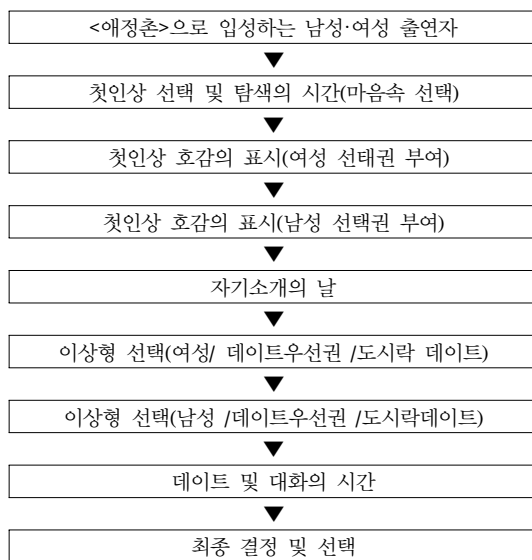 <애정촌>으로 입성하는 남성·여성 출연자
▼
첫인상 선택 및 탐색의 시간(마음속 선택)
▼
첫인상 호감의 표시(여성 선태권 부여)
▼
첫인상 호감의 표시(남성 선택권 부여)
▼
자기소개의 날
▼
이상형 선택(여성/ 데이트우선권 /도시락 데이트)
▼
이상형 선택(남성 /데이트우선권 /도시락데이트)
▼
데이트 및 대화의 시간
▼
최종 결정 및 선택